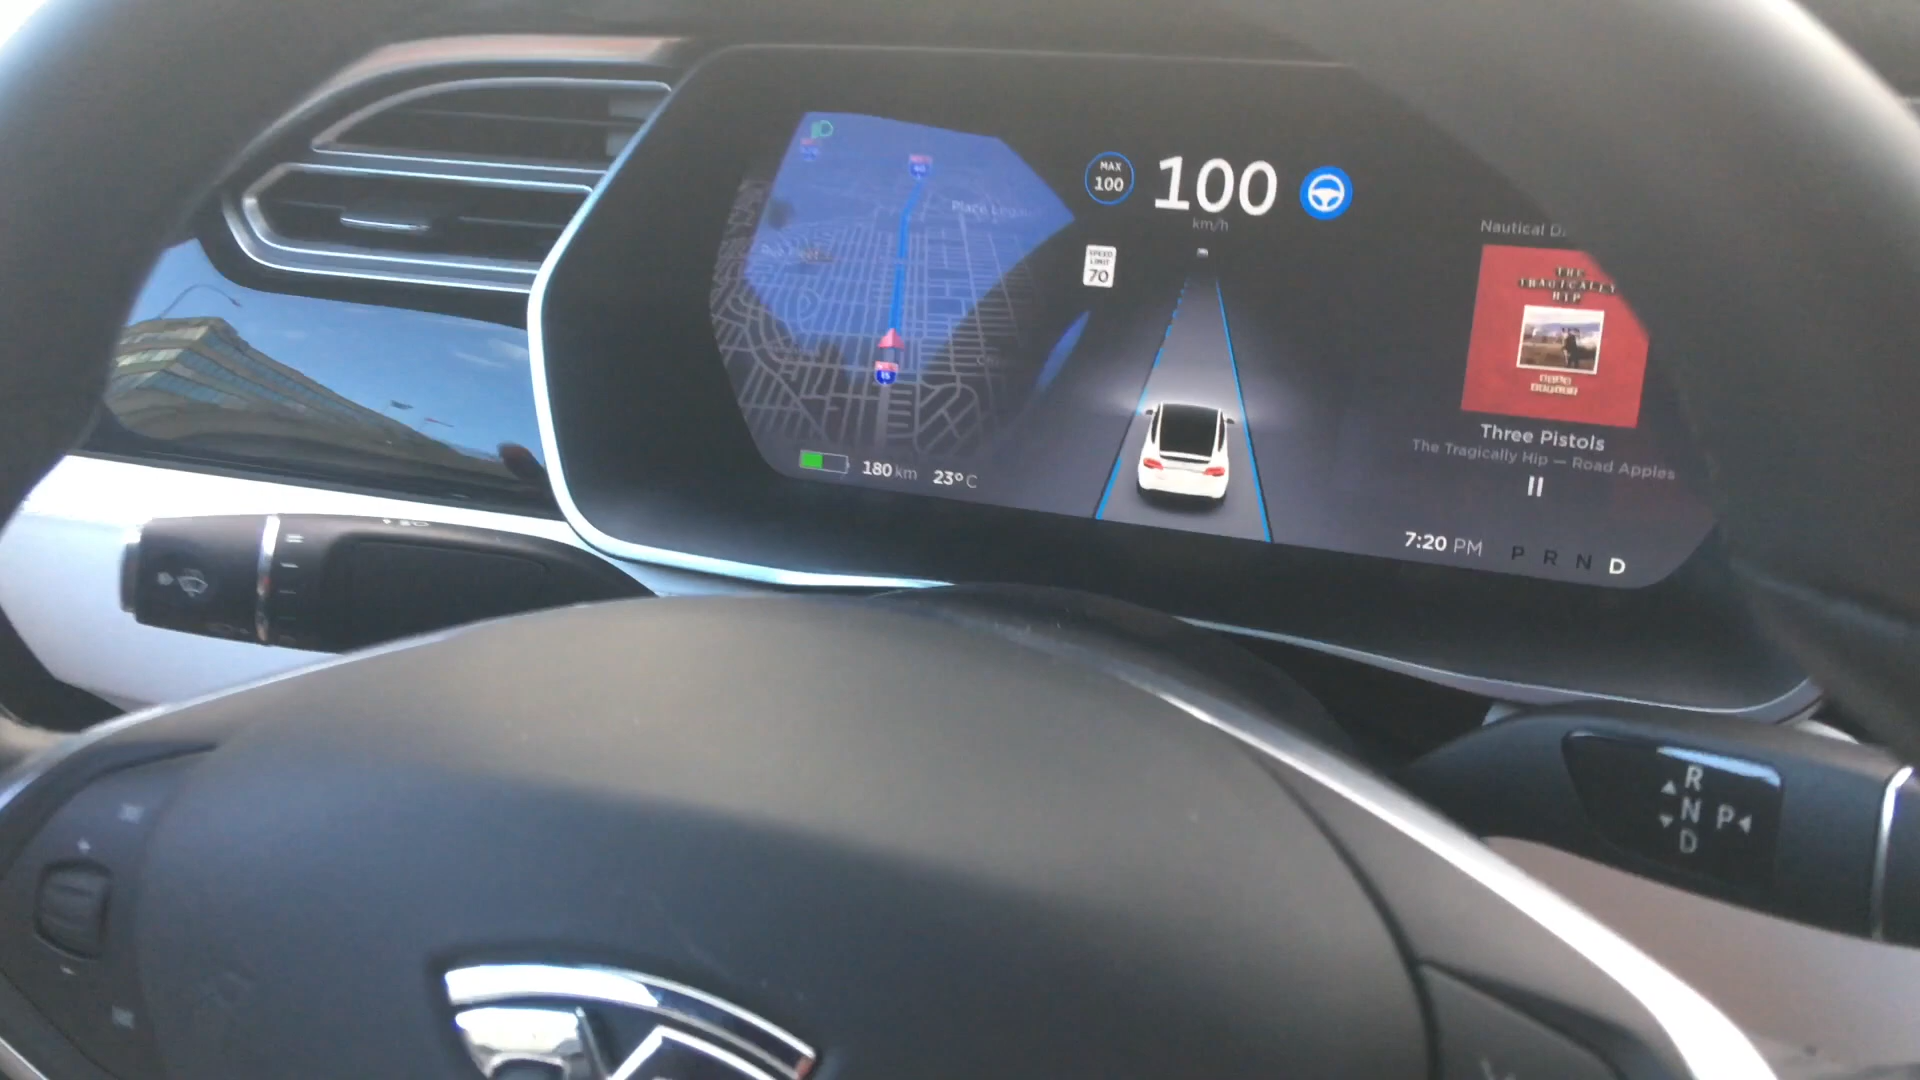 MAX
100
100
km/h
SPEED
LIMIT
70
Nautical D
THE
TRAGICALLY
HIP
Three Pistols
The Tragically Hip — Road Apples
180 km 23° C
15
7:20 PM P R N D
R
N P
D